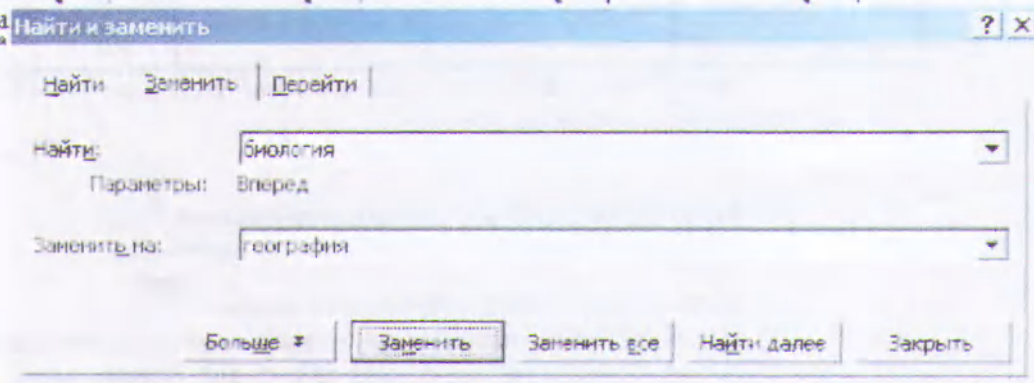 Найти и заменить ? ×
Найти Заменить Перейти
Найти: биология
Параметры: Вперед
Заменить на: география
Больше Заменить Заменить все Найти далее Закрыть